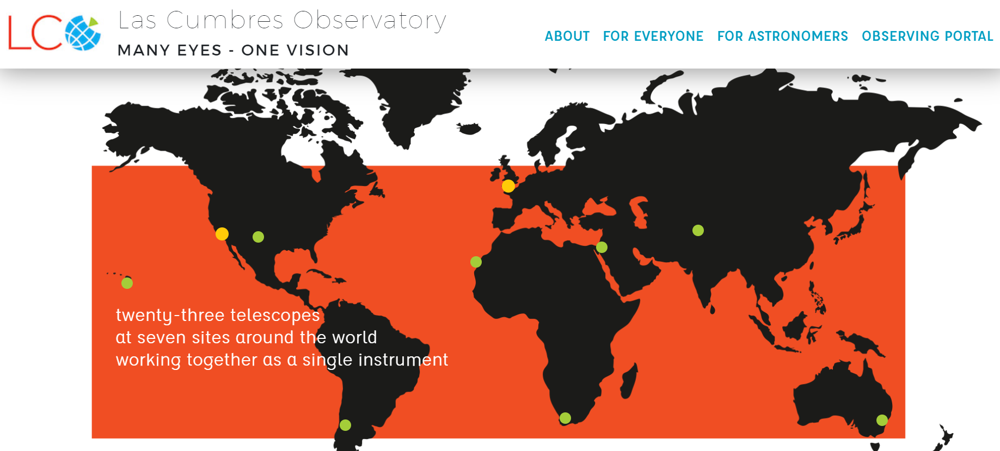 LCO
Las Cumbres Observatory
MANY EYES - ONE VISION
ABOUT FOR EVERYONE FOR ASTRONOMERS OBSERVING PORTAL
twenty-three telescopes
at seven sites around the world
working together as a single instrument